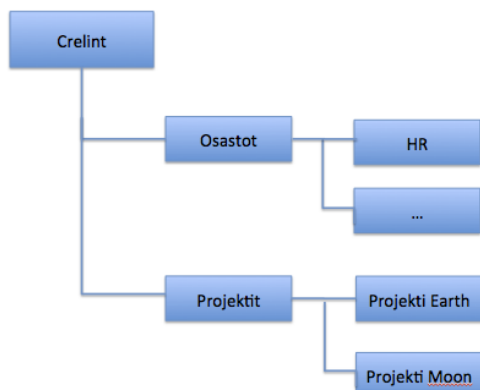 Crelint
Osastot
HR
...
Projektit
Projekti Earth
Projekti Moon